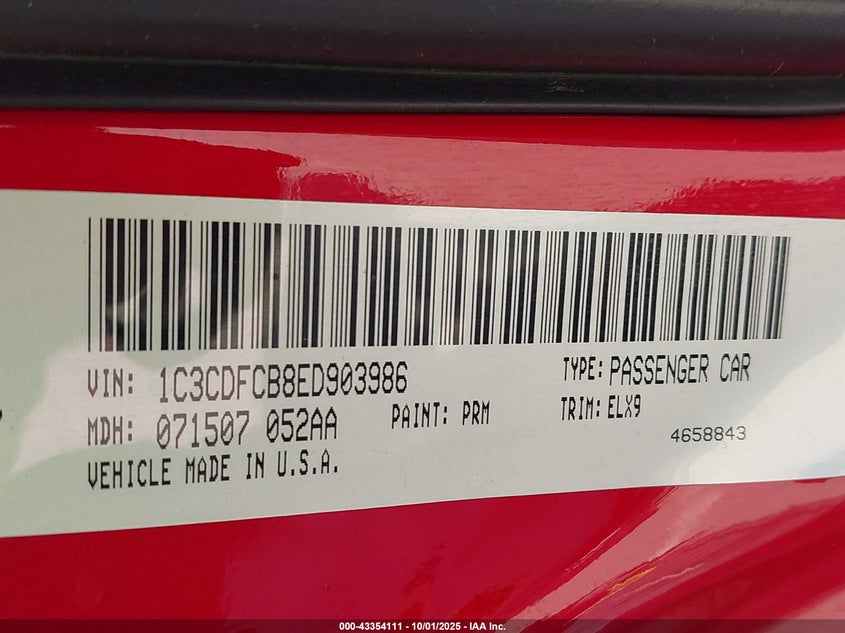 VIN: 1C3CDFCB8ED903986
TYPE: PASSENGER CAR
MDH: 071507 052AA
PAINT: PRM
TRIM: ELX9
4658843
VEHICLE MADE IN U.S.A.
000-43354111 - 10/01/2025 - IAA Inc.